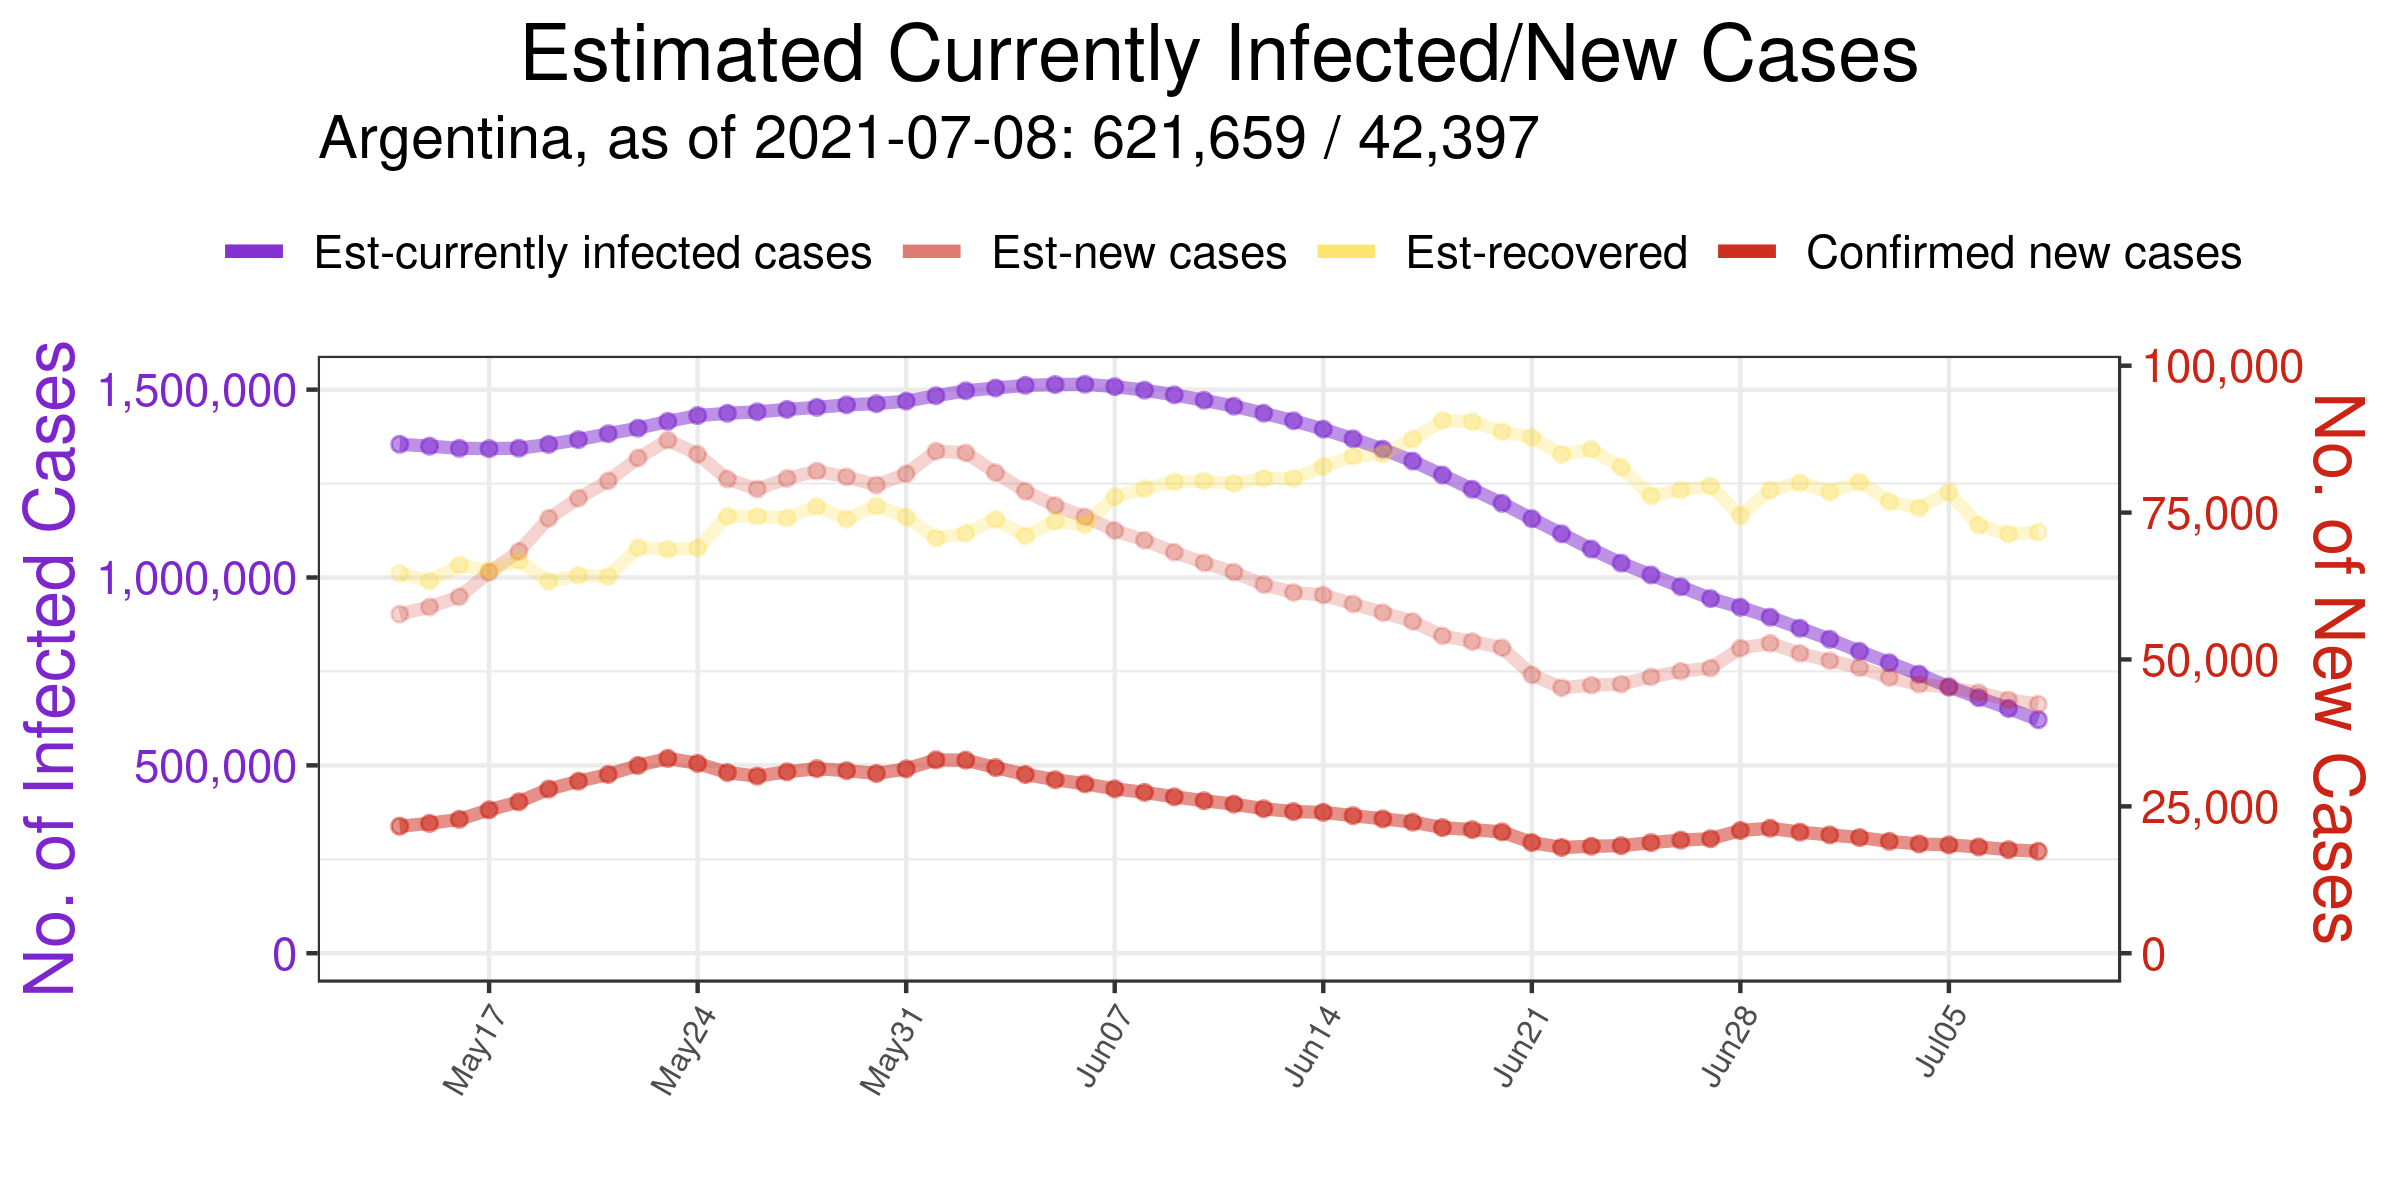 Estimated Currently Infected/New Cases
Argentina, as of 2021-07-08: 621,659 / 42,397
Est-currently infected cases Est-new cases Est-recovered Confirmed new cases
No. of Infected Cases
1,500,000
1,000,000
500,000
0
100,000
75,000
50,000
25,000
0
No. of New Cases
May17 May24 May31 Jun07 Jun14 Jun21 Jun28 Jul05